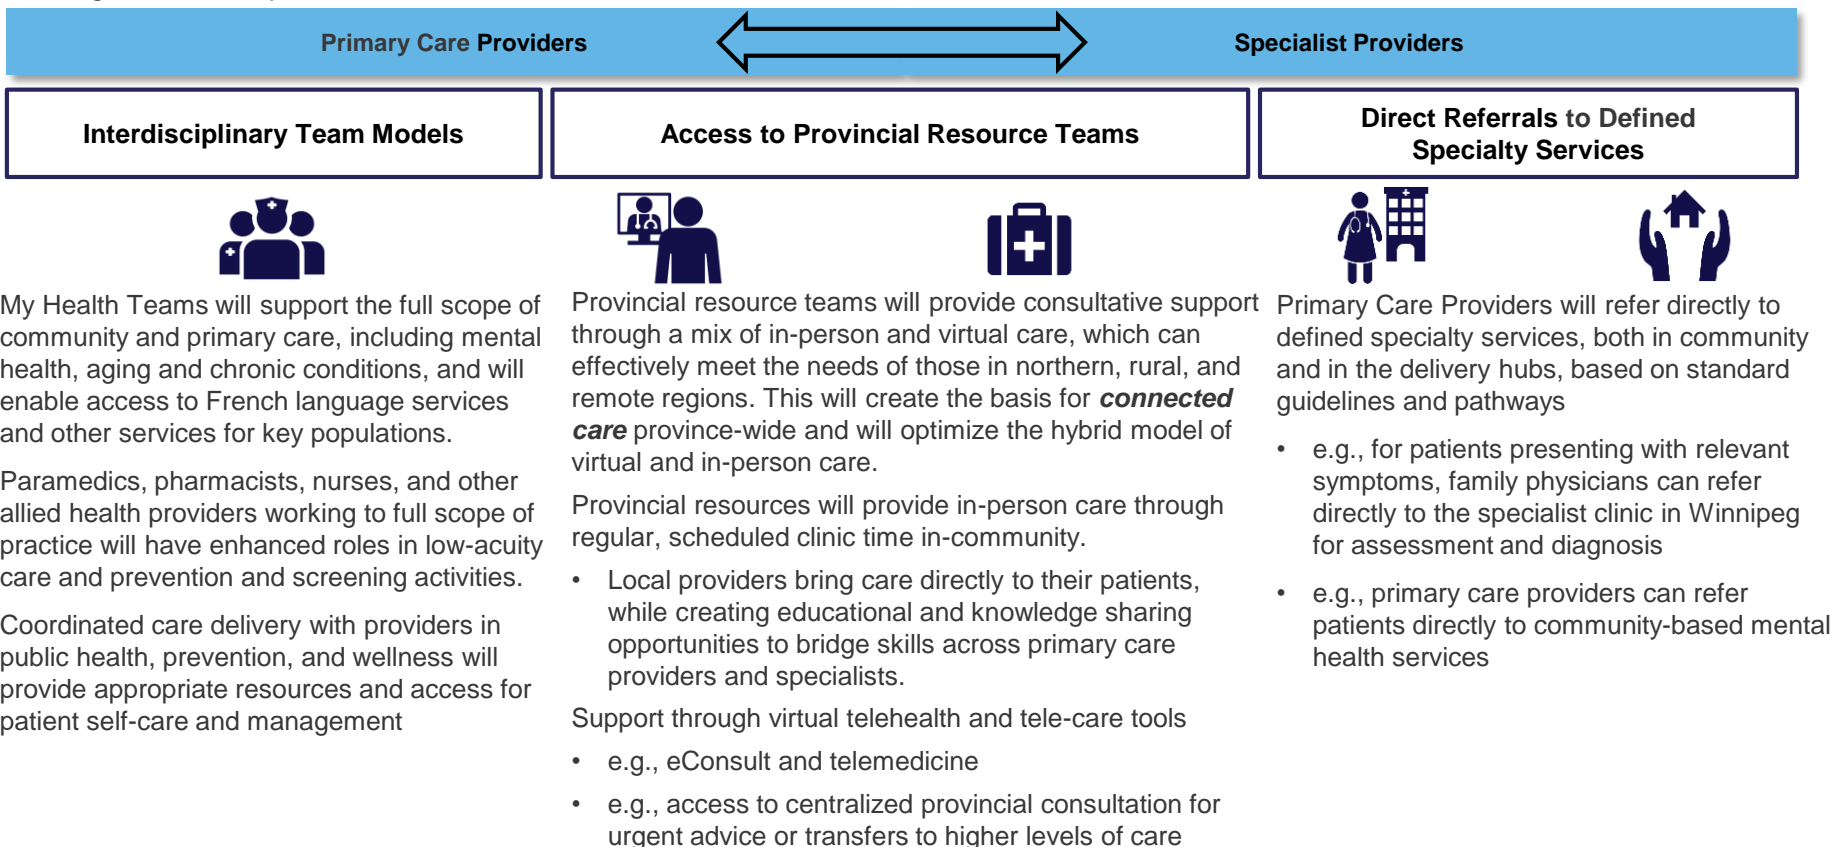 Primary Care Providers
Specialist Providers
Interdisciplinary Team Models
Access to Provincial Resource Teams
Direct Referrals to Defined
Specialty Services
My Health Teams will support the full scope of
community and primary care, including mental
health, aging and chronic conditions, and will
enable access to French language services
and other services for key populations.
Paramedics, pharmacists, nurses, and other
allied health providers working to full scope of
practice will have enhanced roles in low-acuity
care and prevention and screening activities.
Coordinated care delivery with providers in
public health, prevention, and wellness will
provide appropriate resources and access for
patient self-care and management
Provincial resource teams will provide consultative support
through a mix of in-person and virtual care, which can
effectively meet the needs of those in northern, rural, and
remote regions. This will create the basis for connected
care province-wide and will optimize the hybrid model of
virtual and in-person care.
Provincial resources will provide in-person care through
regular, scheduled clinic time in-community.
• Local providers bring care directly to their patients,
while creating educational and knowledge sharing
opportunities to bridge skills across primary care
providers and specialists.
Support through virtual telehealth and tele-care tools
• e.g., eConsult and telemedicine
• e.g., access to centralized provincial consultation for
urgent advice or transfers to higher levels of care
Primary Care Providers will refer directly to
defined specialty services, both in community
and in the delivery hubs, based on standard
guidelines and pathways
• e.g., for patients presenting with relevant
symptoms, family physicians can refer
directly to the specialist clinic in Winnipeg
for assessment and diagnosis
• e.g., primary care providers can refer
patients directly to community-based mental
health services